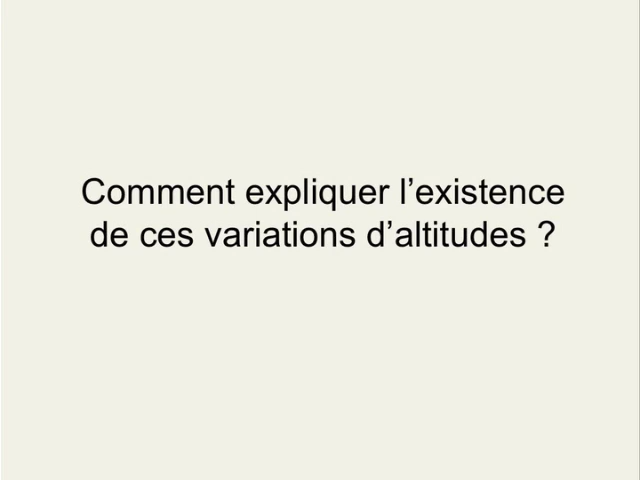 Comment expliquer l’existence
de ces variations d’altitudes ?